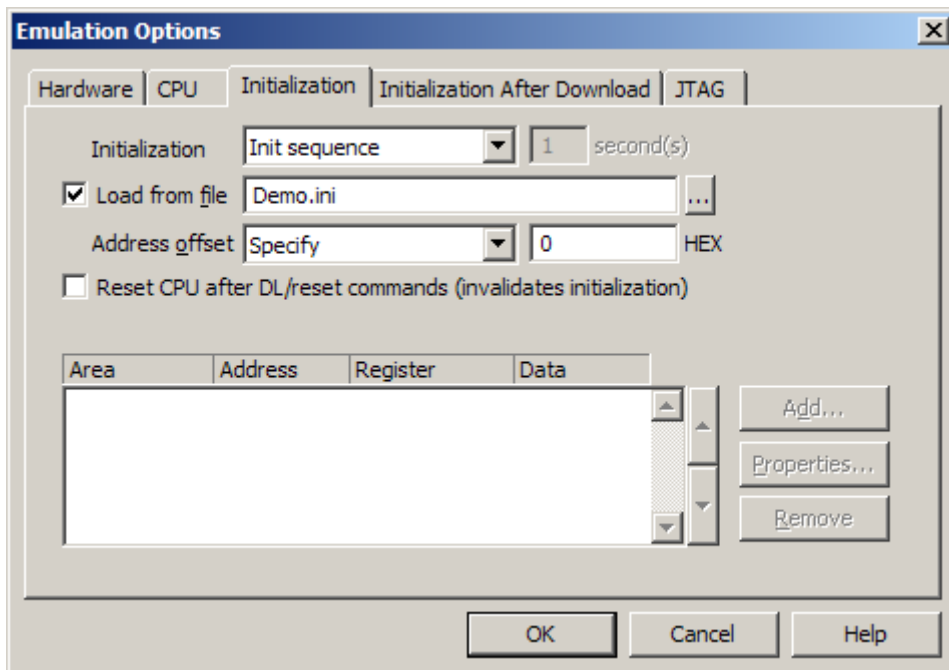 Emulation Options
Hardware CPU Initialization Initialization After Download JTAG
Initialization Init sequence 1 second(s)
Load from file Demo.ini ...
Address offset Specify 0 HEX
Reset CPU after DL/reset commands (invalidates initialization)
Area Address Register Data
Add...
Properties...
Remove
OK Cancel Help